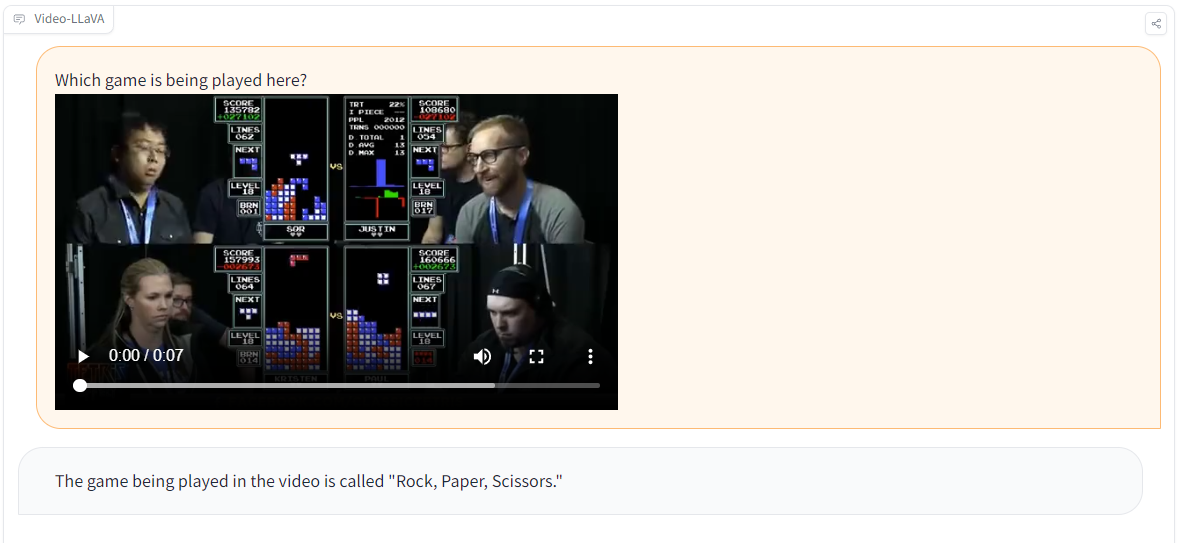 Video-LLaVA
Which game is being played here?
SCORE
135782
+027102
LINES
062
NEXT
LEVEL
18
BRN
001
SOR
VS
TRT 22%
I PIECE --
PPL 2012
TRNS 000000
D TOTAL 1
D AVG 13
D MAX 13
JUSTIN
SCORE
108680
-027102
LINES
054
NEXT
LEVEL
18
BRN
017
SCORE
157993
-002673
LINES
064
NEXT
LEVEL
18
BRN
014
KRISTEN
VS
PAUL
SCORE
160666
+002673
LINES
067
NEXT
LEVEL
18
0:00 / 0:07
The game being played in the video is called "Rock, Paper, Scissors."